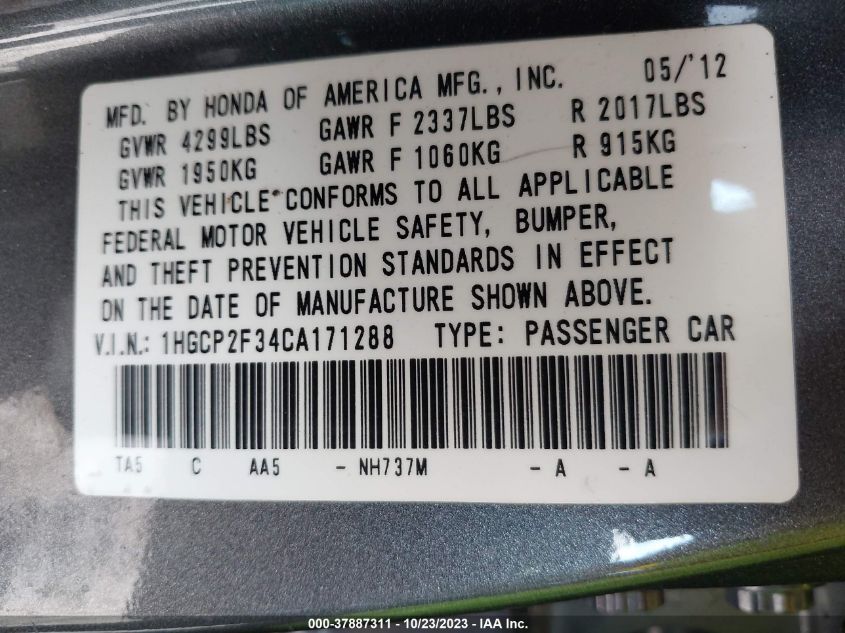 MFD. BY HONDA OF AMERICA MFG., INC. 05/'12
GVWR 4299LBS GAWR F 2337LBS R 2017LBS
GVWR 1950KG GAWR F 1060KG R 915KG
THIS VEHICLE CONFORMS TO ALL APPLICABLE
FEDERAL MOTOR VEHICLE SAFETY, BUMPER,
AND THEFT PREVENTION STANDARDS IN EFFECT
ON THE DATE OF MANUFACTURE SHOWN ABOVE.
V.I.N.: 1HGCP2F34CA171288 TYPE: PASSENGER CAR
TA5 C AA5 - NH737M - A - A
000-37887311 - 10/23/2023 - IAA Inc.